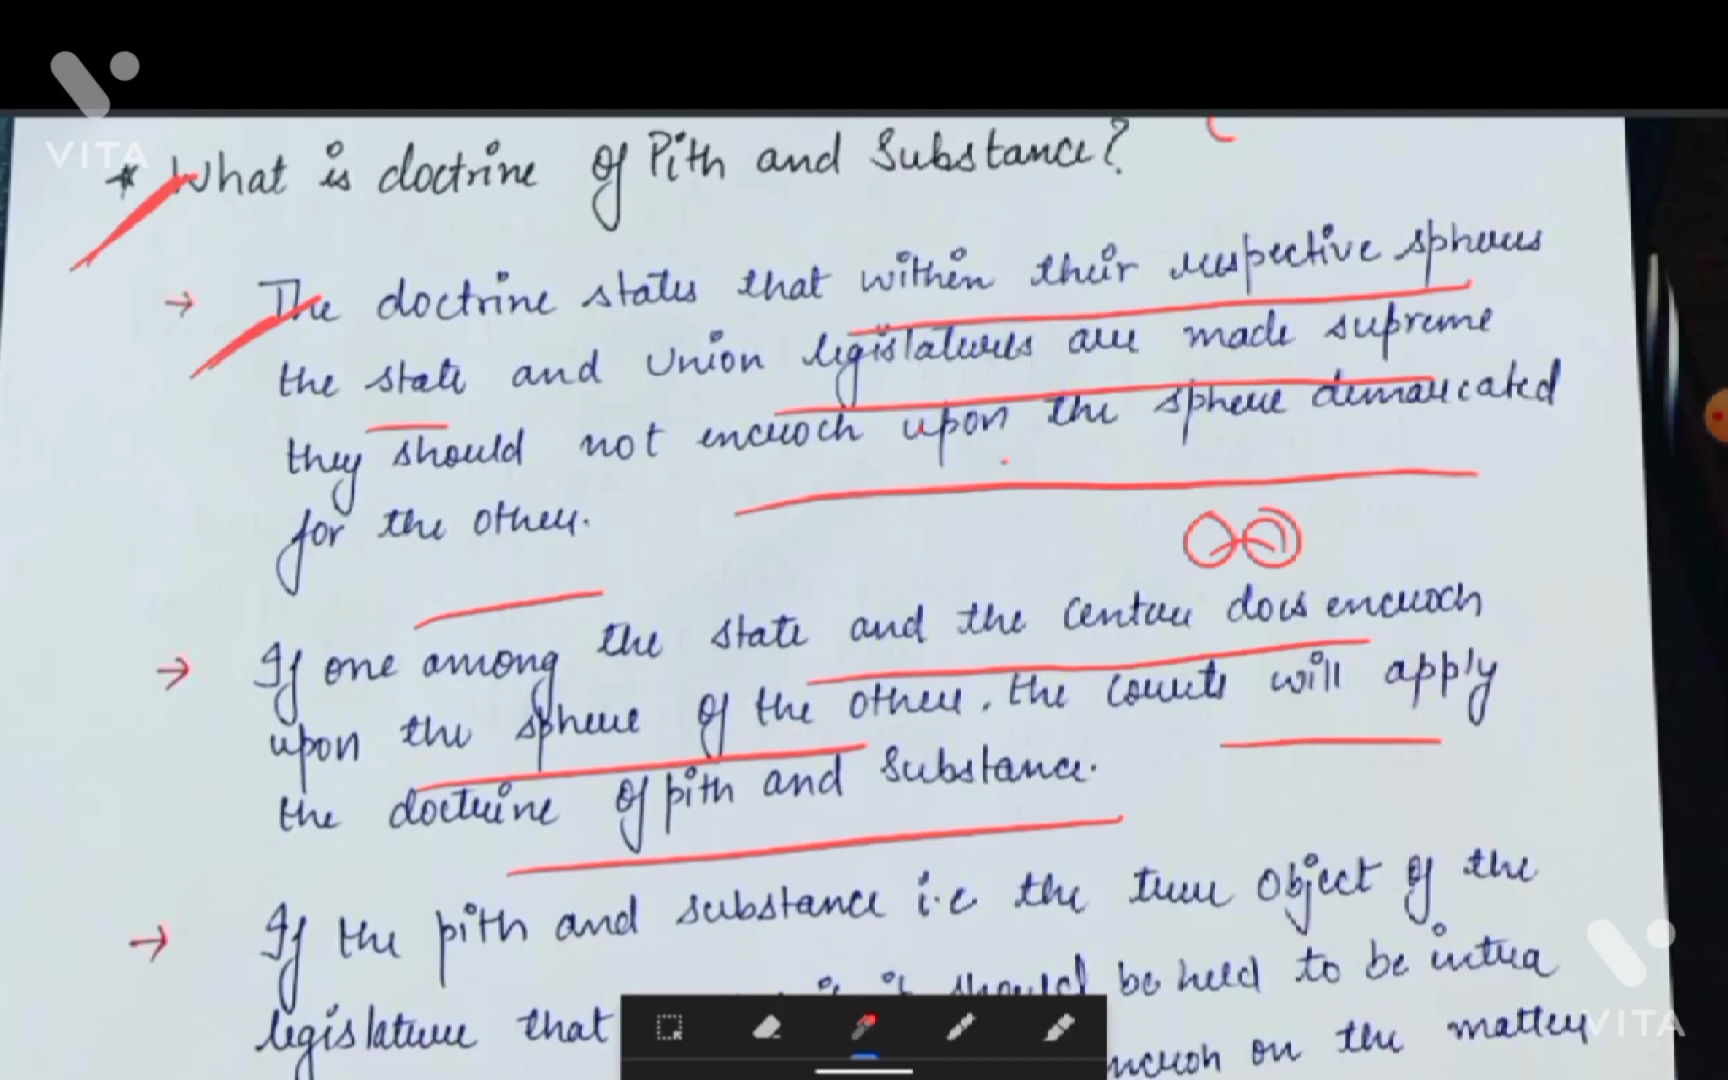 VITA
* What is doctrine of Pith and Substance?
→ The doctrine states that within their respective spheres
the state and Union legislatures are made supreme
they should not encroach upon the sphere demarcated
for the other.
→ If one among the state and the Centre does encroach
upon the sphere of the other, the courts will apply
the doctrine of pith and Substance.
→ If the pith and substance i.e. the true object of the
legislature that it should be held to be intra
on the matter
VITA